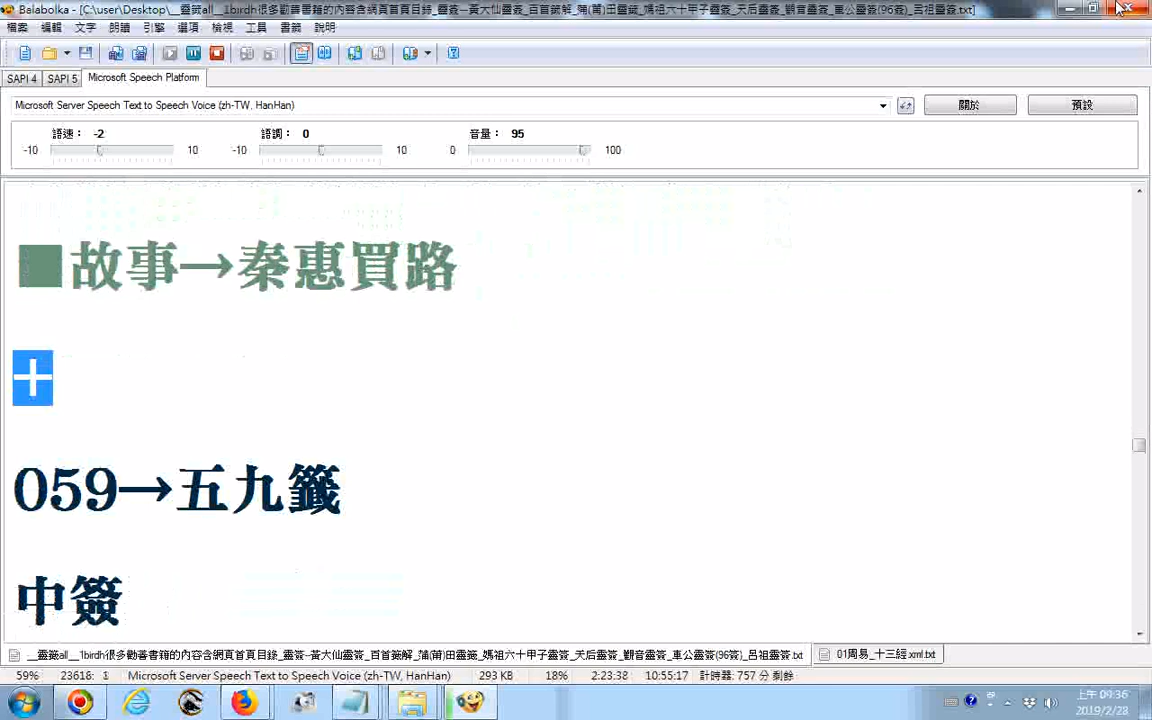 Balabolka - [C:\user\Desktop\__靈籤all__1birdh很多勸善書籍的內容含網頁首頁目錄_靈簽--黃大仙靈簽_百首籤解_蒲(莆)田靈籤_媽祖六十甲子靈簽_天后靈簽_觀音靈簽_車公靈簽(96簽)_呂祖靈簽.txt]
檔案 編輯 文字 朗讀 引擎 選項 檢視 工具 書籤 說明
SAPI 4 SAPI 5 Microsoft Speech Platform
Microsoft Server Speech Text to Speech Voice (zh-TW, HanHan) 關於 預設
語速： -2 語調： 0 音量： 95
-10 10 -10 10 0 100
■故事→秦惠買路
十
059→五九籤
中簽
__靈籤all__1birdh很多勸善書籍的內容含網頁首頁目錄_靈簽--黃大仙靈簽_百首籤解_蒲(莆)田靈籤_媽祖六十甲子靈簽_天后靈簽_觀音靈簽_車公靈簽(96簽)_呂祖靈簽.txt 01周易_十三經.xml.txt
59% 23618: 1 Microsoft Server Speech Text to Speech Voice (zh-TW, HanHan) 293 KB 18% 2:23:38 10:55:17 計時器: 757 分 剩餘
上午 09:36
2019/2/28